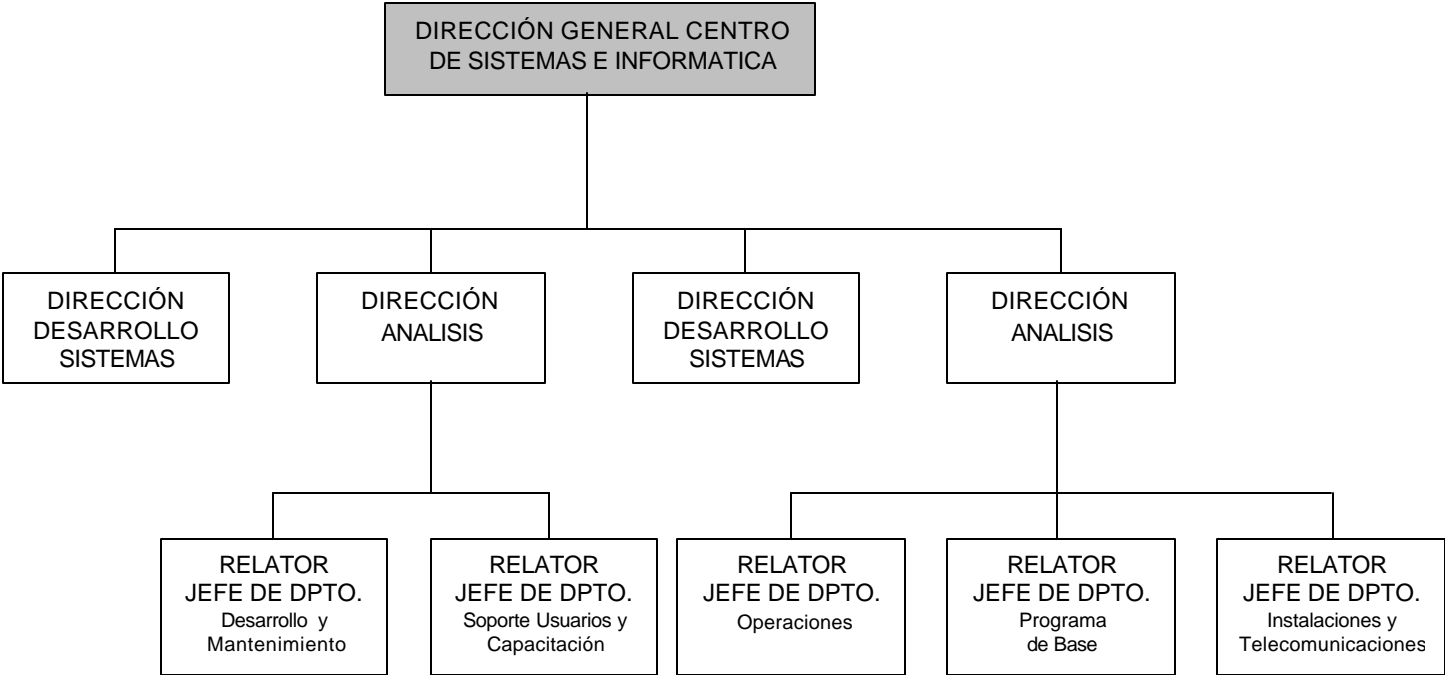 DIRECCIÓN GENERAL CENTRO
DE SISTEMAS E INFORMATICA
DIRECCIÓN
DESARROLLO
SISTEMAS
DIRECCIÓN
ANALISIS
DIRECCIÓN
DESARROLLO
SISTEMAS
DIRECCIÓN
ANALISIS
RELATOR
JEFE DE DPTO.
Desarrollo y
Mantenimiento
RELATOR
JEFE DE DPTO.
Soporte Usuarios y
Capacitación
RELATOR
JEFE DE DPTO.
Operaciones
RELATOR
JEFE DE DPTO.
Programa
de Base
RELATOR
JEFE DE DPTO.
Instalaciones y
Telecomunicaciones